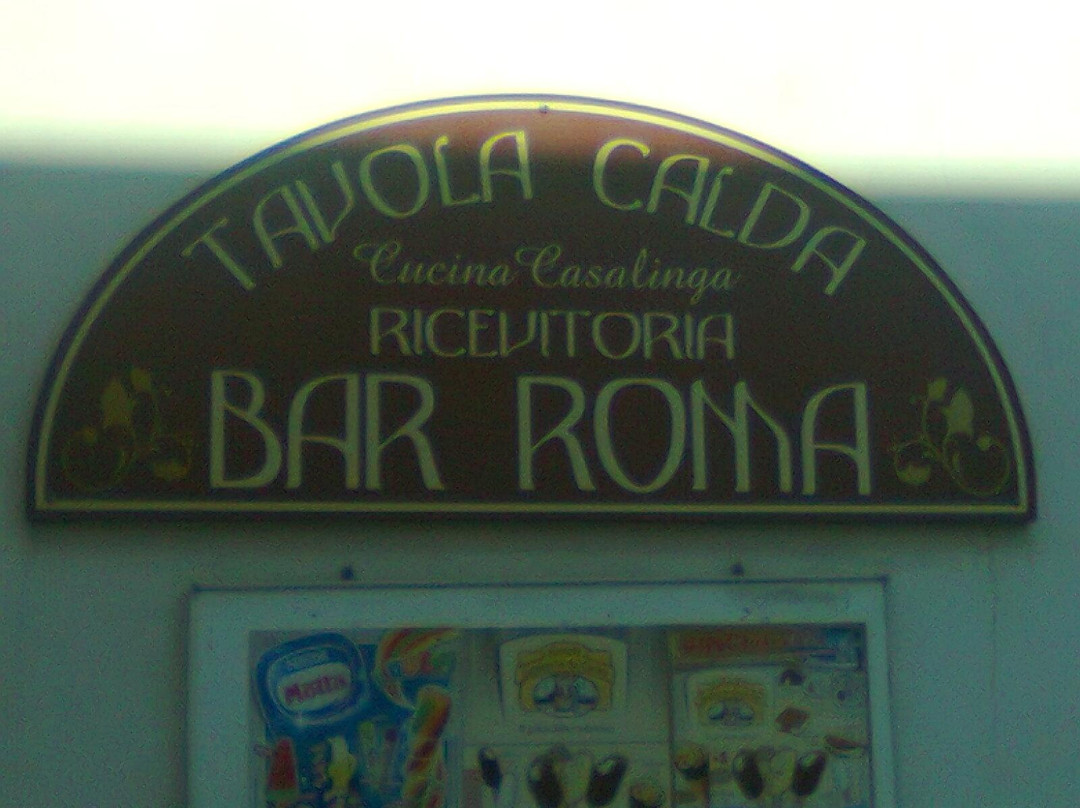 TAVOLA CALDA
Cucina Casalinga
RICEVITORIA
BAR ROMA
Motta